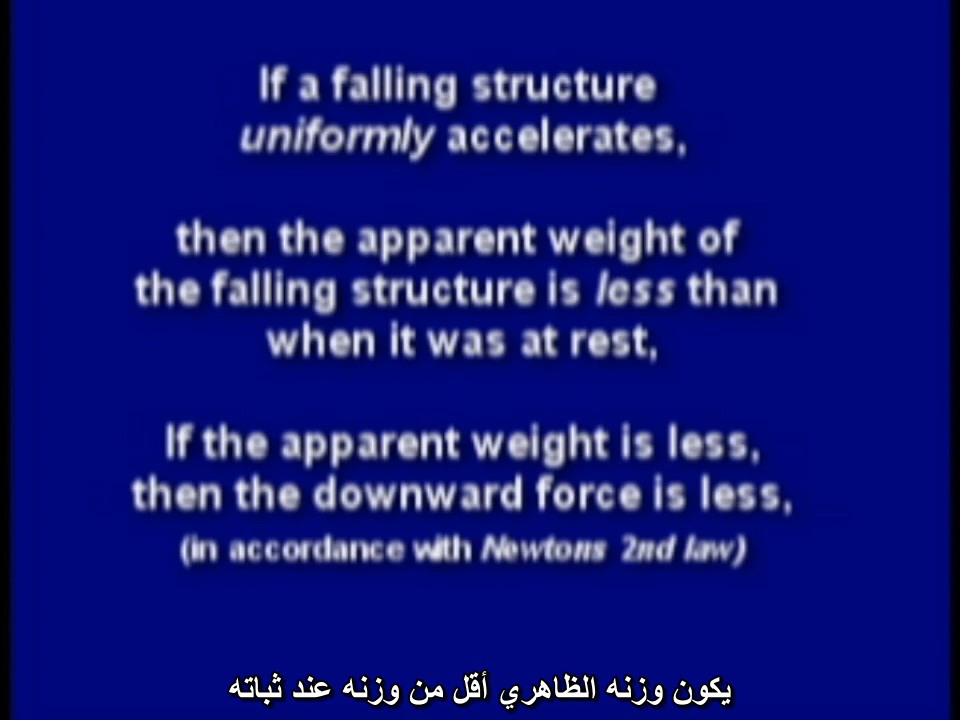 If a falling structure
uniformly accelerates,
then the apparent weight of
the falling structure is less than
when it was at rest,
If the apparent weight is less,
then the downward force is less,
(in accordance with Newtons 2nd law)
يكون وزنه الظاهري أقل من وزنه عند ثباته